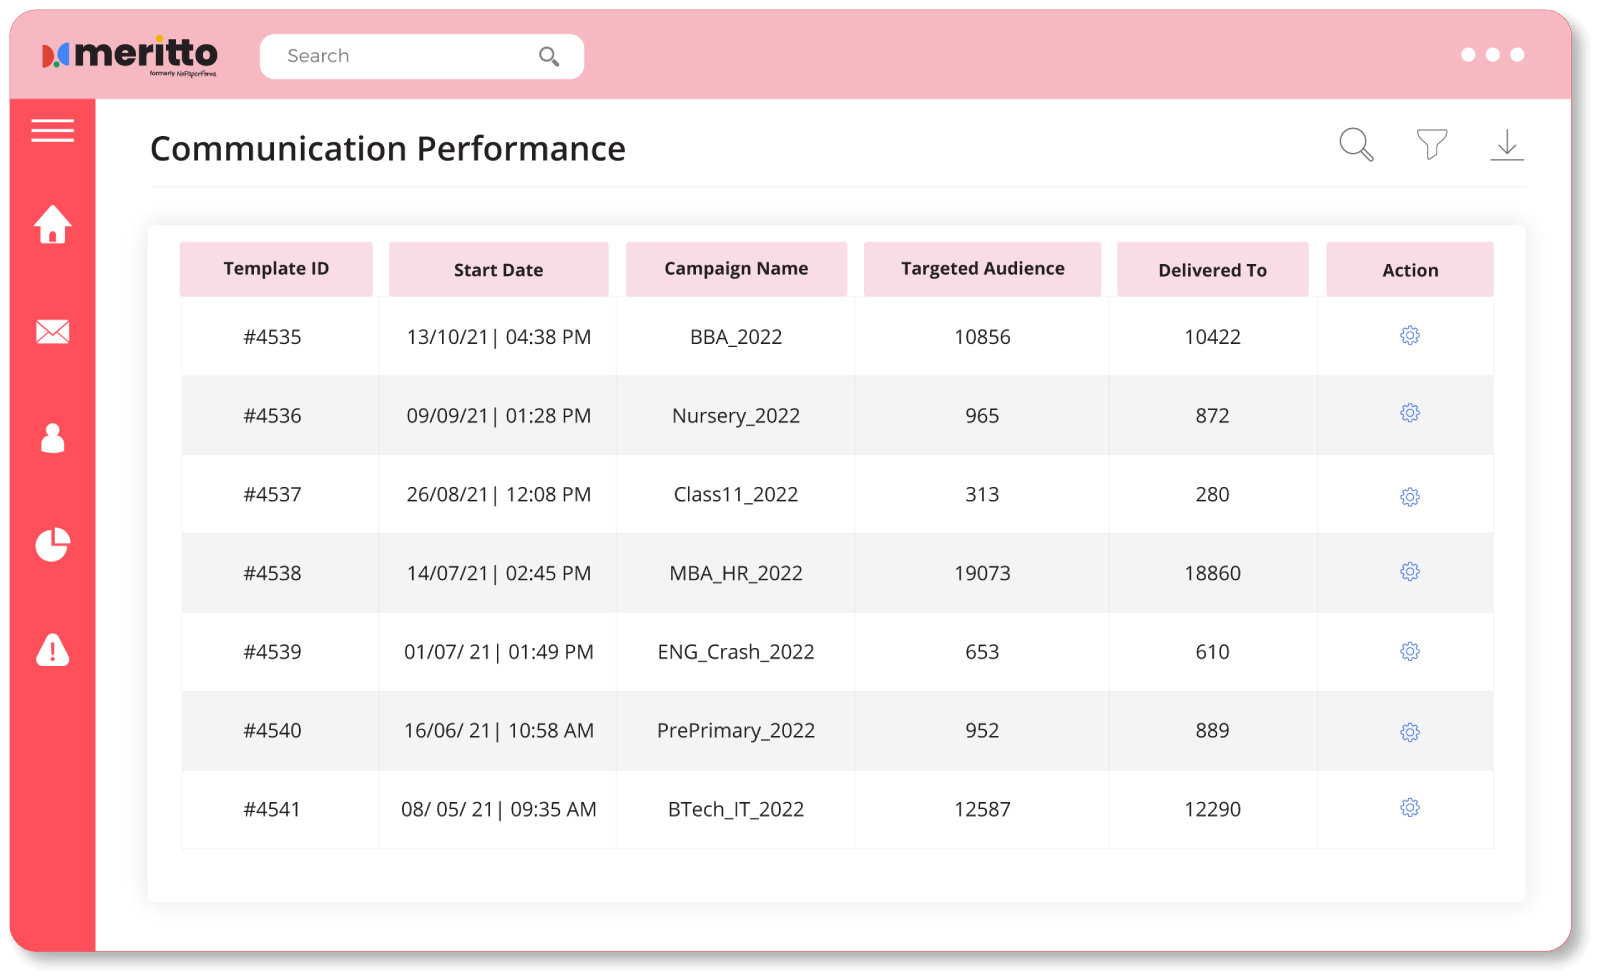 meritto
formerly NoPaperForms
Search
Communication Performance
Template ID Start Date Campaign Name Targeted Audience Delivered To Action
#4535 13/10/21| 04:38 PM BBA_2022 10856 10422
#4536 09/09/21| 01:28 PM Nursery_2022 965 872
#4537 26/08/21| 12:08 PM Class11_2022 313 280
#4538 14/07/21| 02:45 PM MBA_HR_2022 19073 18860
#4539 01/07/ 21| 01:49 PM ENG_Crash_2022 653 610
#4540 16/06/ 21| 10:58 AM PrePrimary_2022 952 889
#4541 08/ 05/ 21| 09:35 AM BTech_IT_2022 12587 12290